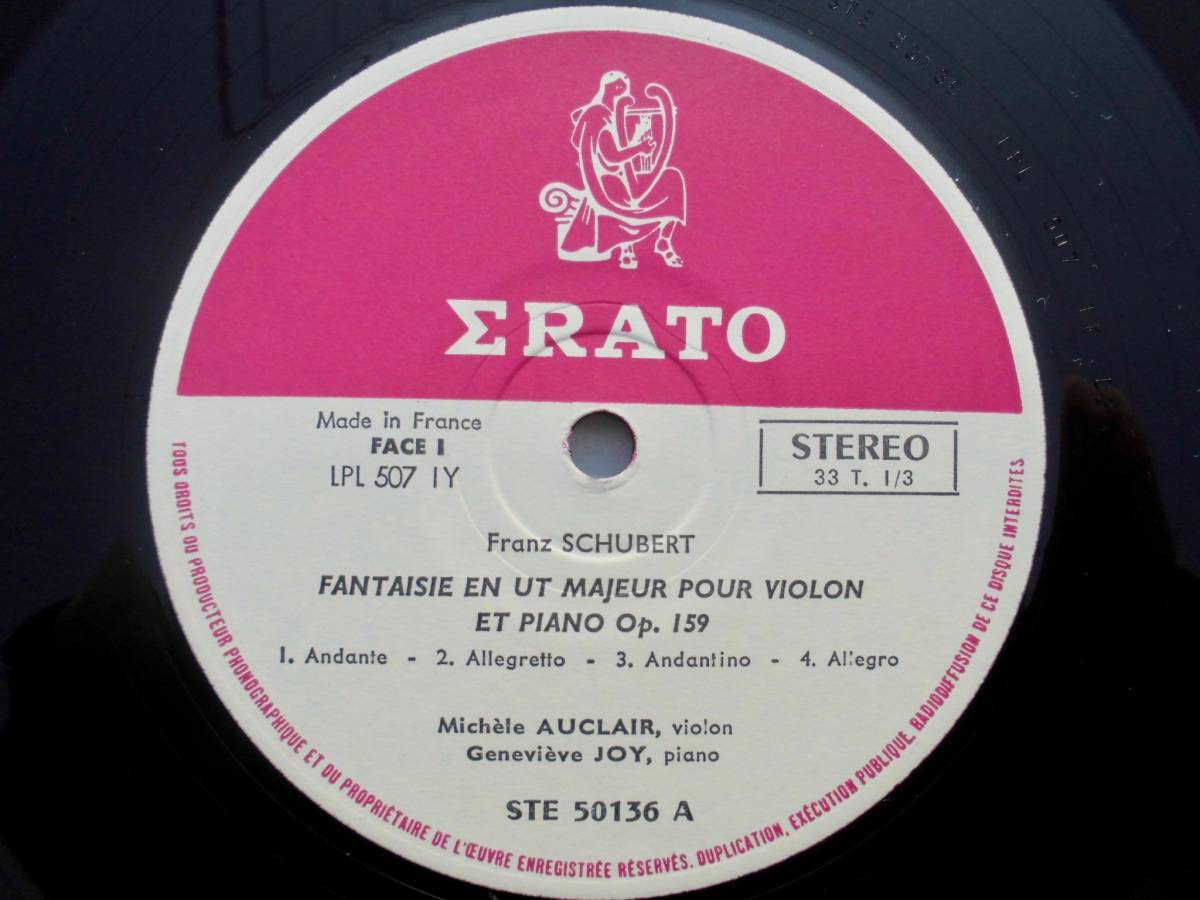 ΣRATO
Made in France
FACE I
LPL 507 IY
STEREO
33 T. 1/3
Franz SCHUBERT
FANTAISIE EN UT MAJEUR POUR VIOLON
ET PIANO Op. 159
1. Andante - 2. Allegretto - 3. Andantino - 4. Allegro
Michèle AUCLAIR, violon
Geneviève JOY, piano
STE 50136 A
TOUS DROITS DU PRODUCTEUR PHONOGRAPHIQUE ET DU PROPRIÉTAIRE DE L'ŒUVRE ENREGISTRÉE RÉSERVÉS. DUPLICATION, EXÉCUTION PUBLIQUE, RADIODIFFUSION DE CE DISQUE INTERDITES